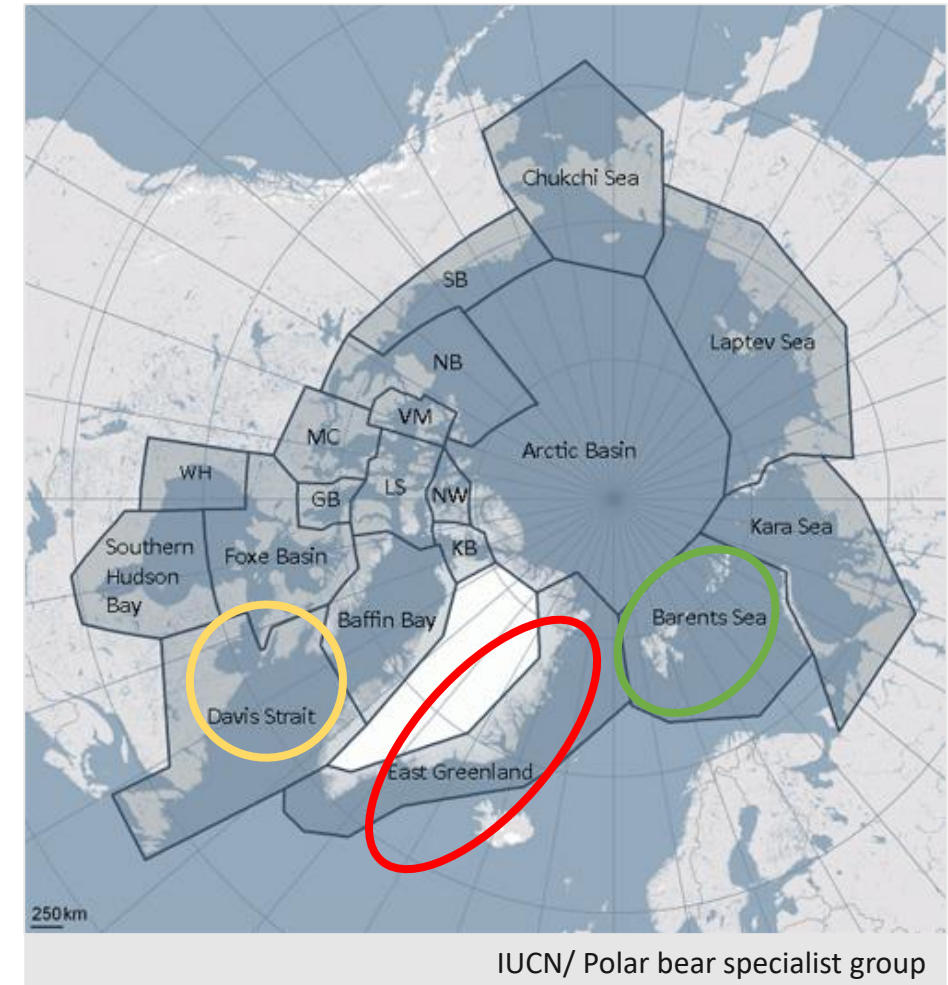 Chukchi Sea
SB
Laptev Sea
NB
VM
MC
Arctic Basin
WH
GB
LS
NW
Kara Sea
Southern
Hudson
Bay
Foxe Basin
KB
Baffin Bay
Barents Sea
Davis Strait
East Greenland
250km
IUCN/ Polar bear specialist group